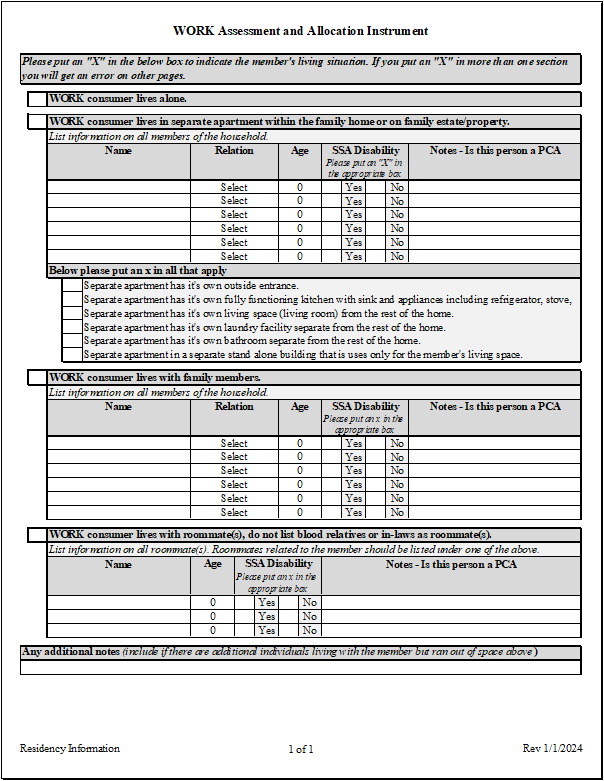 WORK Assessment and Allocation Instrument
Please put an "X" in the below box to indicate the member's living situation. If you put an "X" in more than one section
you will get an error on other pages.
WORK consumer lives alone.
WORK consumer lives in separate apartment within the family home or on family estate/property.
List information on all members of the household.
Name Relation Age SSA Disability Notes - Is this person a PCA
Please put an "X" in
the appropriate box
Select 0 Yes No
Select 0 Yes No
Select 0 Yes No
Select 0 Yes No
Select 0 Yes No
Select 0 Yes No
Below please put an x in all that apply
Separate apartment has it's own outside entrance.
Separate apartment has it's own fully functioning kitchen with sink and appliances including refrigerator, stove,
Separate apartment has it's own living space (living room) from the rest of the home.
Separate apartment has it's own laundry facility separate from the rest of the home.
Separate apartment has it's own bathroom separate from the rest of the home.
Separate apartment in a separate stand alone building that is uses only for the member's living space.
WORK consumer lives with family members.
List information on all members of the household.
Name Relation Age SSA Disability Notes - Is this person a PCA
Please put an x in the
appropriate box
Select 0 Yes No
Select 0 Yes No
Select 0 Yes No
Select 0 Yes No
Select 0 Yes No
Select 0 Yes No
WORK consumer lives with roommate(s), do not list blood relatives or in-laws as roommate(s).
List information on all roommate(s). Roommates related to the member should be listed under one of the above.
Name Age SSA Disability Notes - Is this person a PCA
Please put an x in the
appropriate box
0 Yes No
0 Yes No
0 Yes No
Any additional notes (include if there are additional individuals living with the member but ran out of space above )
Residency Information 1 of 1 Rev 1/1/2024